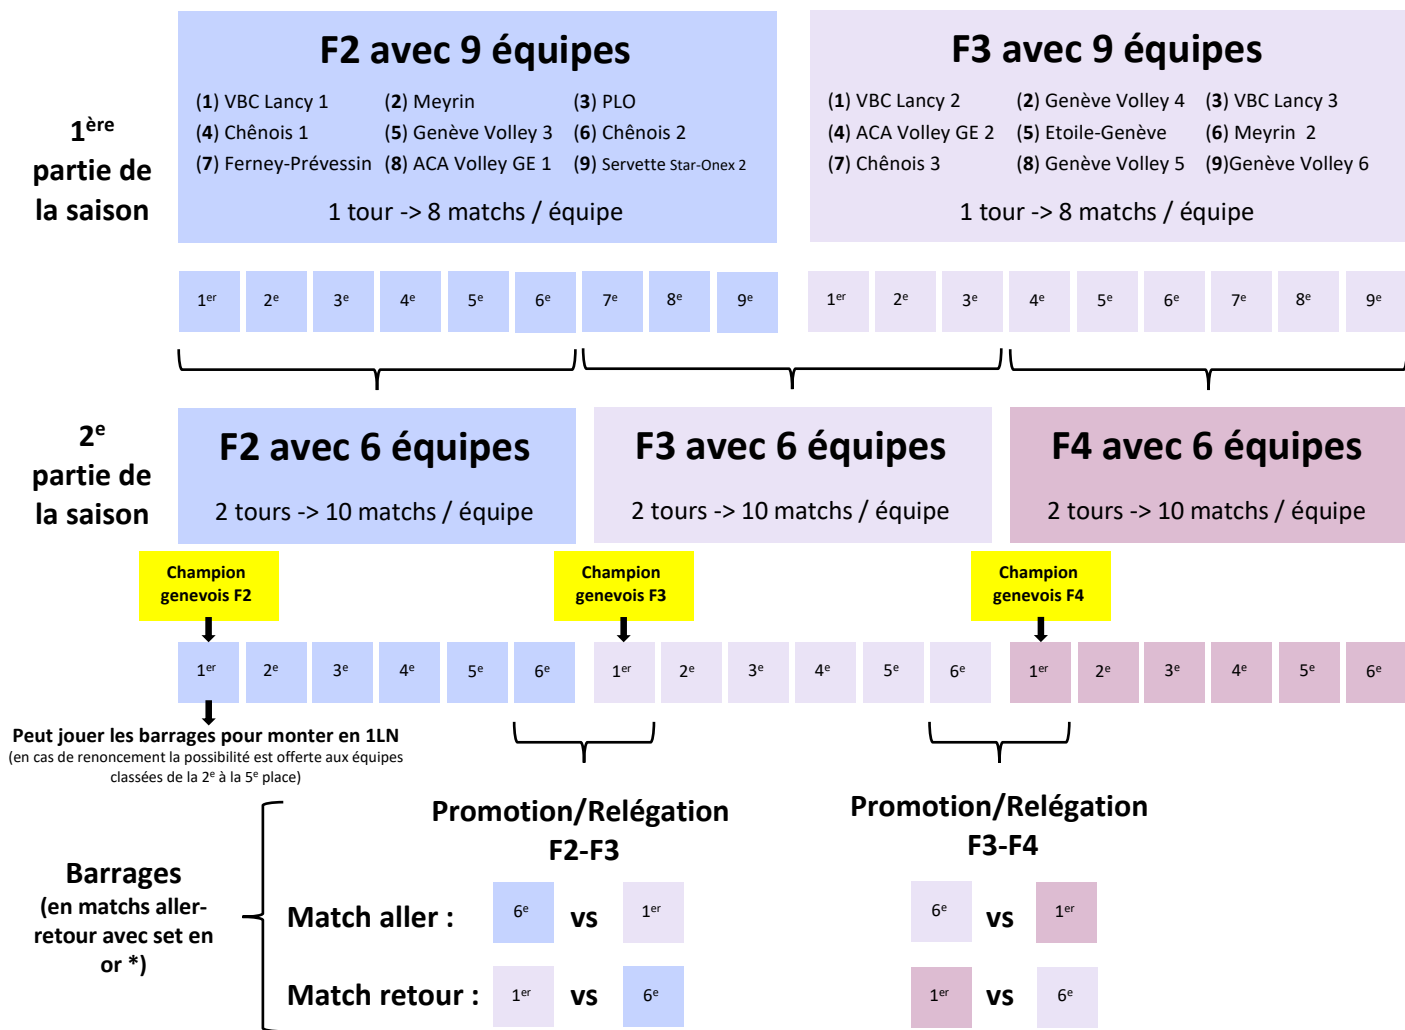 1ère
partie de
la saison
F2 avec 9 équipes
(1) VBC Lancy 1 (2) Meyrin (3) PLO
(4) Chênois 1 (5) Genève Volley 3 (6) Chênois 2
(7) Ferney-Prévessin (8) ACA Volley GE 1 (9) Servette Star-Onex 2
1 tour -> 8 matchs / équipe
F3 avec 9 équipes
(1) VBC Lancy 2 (2) Genève Volley 4 (3) VBC Lancy 3
(4) ACA Volley GE 2 (5) Etoile-Genève (6) Meyrin 2
(7) Chênois 3 (8) Genève Volley 5 (9)Genève Volley 6
1 tour -> 8 matchs / équipe
1er 2e 3e 4e 5e 6e 7e 8e 9e
1er 2e 3e 4e 5e 6e 7e 8e 9e
2e
partie de
la saison
F2 avec 6 équipes
2 tours -> 10 matchs / équipe
F3 avec 6 équipes
2 tours -> 10 matchs / équipe
F4 avec 6 équipes
2 tours -> 10 matchs / équipe
Champion
genevois F2
Champion
genevois F3
Champion
genevois F4
1er 2e 3e 4e 5e 6e
1er 2e 3e 4e 5e 6e
1er 2e 3e 4e 5e 6e
Peut jouer les barrages pour monter en 1LN
(en cas de renoncement la possibilité est offerte aux équipes
classées de la 2e à la 5e place)
Barrages
(en matchs aller-
retour avec set en
or *)
Promotion/Relégation
F2-F3
Promotion/Relégation
F3-F4
Match aller : 6e vs 1er 6e vs 1er
Match retour : 1er vs 6e 1er vs 6e